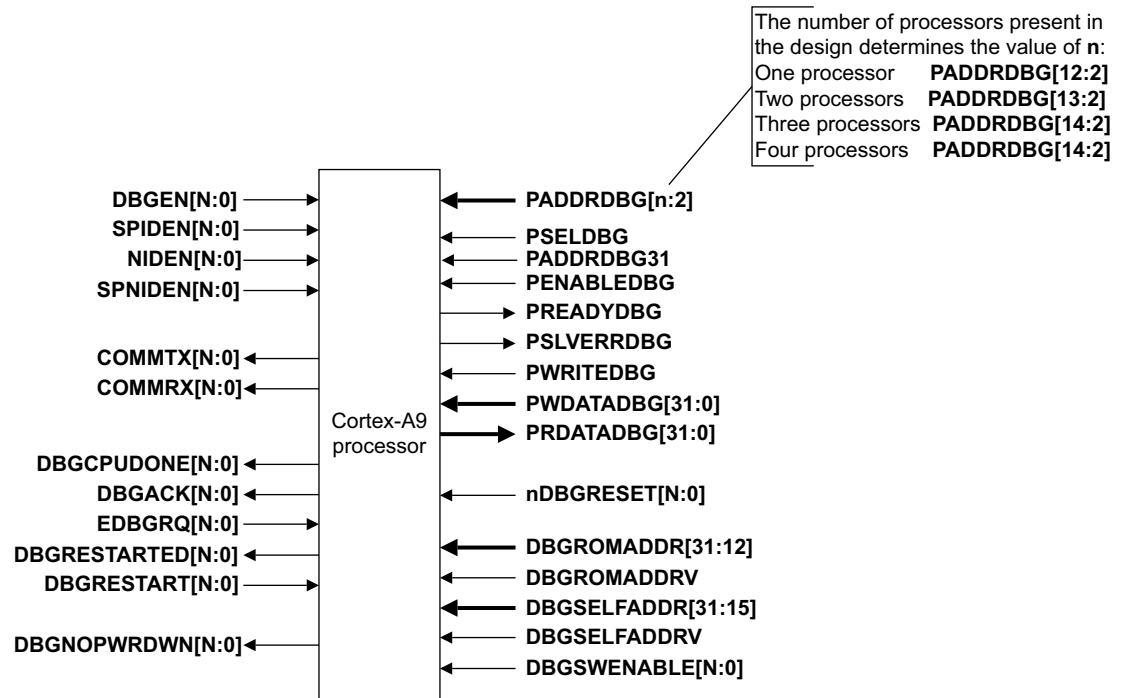 The number of processors present in
the design determines the value of n:
One processor PADDRDBG[12:2]
Two processors PADDRDBG[13:2]
Three processors PADDRDBG[14:2]
Four processors PADDRDBG[14:2]
DBGEN[N:0]
SPIDEN[N:0]
NIDEN[N:0]
SPNIDEN[N:0]
COMMTX[N:0]
COMMRX[N:0]
DBGCPUDONE[N:0]
DBGACK[N:0]
EDBGRQ[N:0]
DBGRESTARTED[N:0]
DBGRESTART[N:0]
DBGNOPWRDWN[N:0]
Cortex-A9
processor
PADDRDBG[n:2]
PSELDBG
PADDRDBG31
PENABLEDBG
PREADYDBG
PSLVERRDBG
PWRITEDBG
PWDATADBG[31:0]
PRDATADBG[31:0]
nDBGRESET[N:0]
DBGROMADDR[31:12]
DBGROMADDRV
DBGSELFADDR[31:15]
DBGSELFADDRV
DBGSWENABLE[N:0]